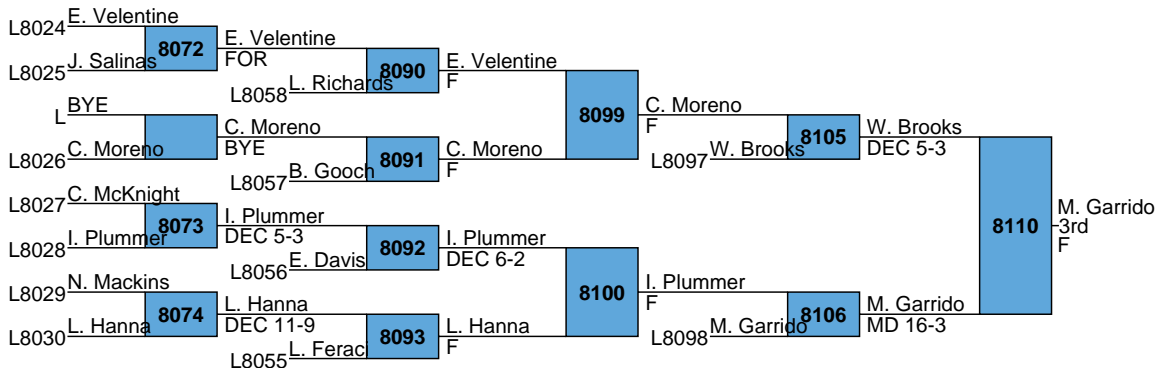 E. Velentine
L8024
8072
E. Velentine
FOR
J. Salinas
L8025
8090
E. Velentine
F
L. Richards
L8058
BYE
L
8099
C. Moreno
F
C. Moreno
BYE
C. Moreno
L8026
8091
C. Moreno
F
B. Gooch
L8057
8105
W. Brooks
DEC 5-3
W. Brooks
L8097
C. McKnight
L8027
8073
I. Plummer
DEC 5-3
I. Plummer
L8028
8092
I. Plummer
DEC 6-2
E. Davis
L8056
8110
M. Garrido
3rd
F
N. Mackins
L8029
8074
L. Hanna
DEC 11-9
L. Hanna
L8030
8100
I. Plummer
F
8093
L. Hanna
F
L. Feraci
L8055
8106
M. Garrido
MD 16-3
M. Garrido
L8098